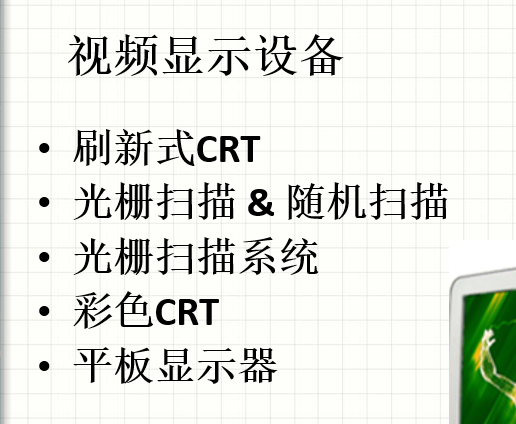 视频显示设备
• 刷新式CRT
• 光栅扫描 & 随机扫描
• 光栅扫描系统
• 彩色CRT
• 平板显示器